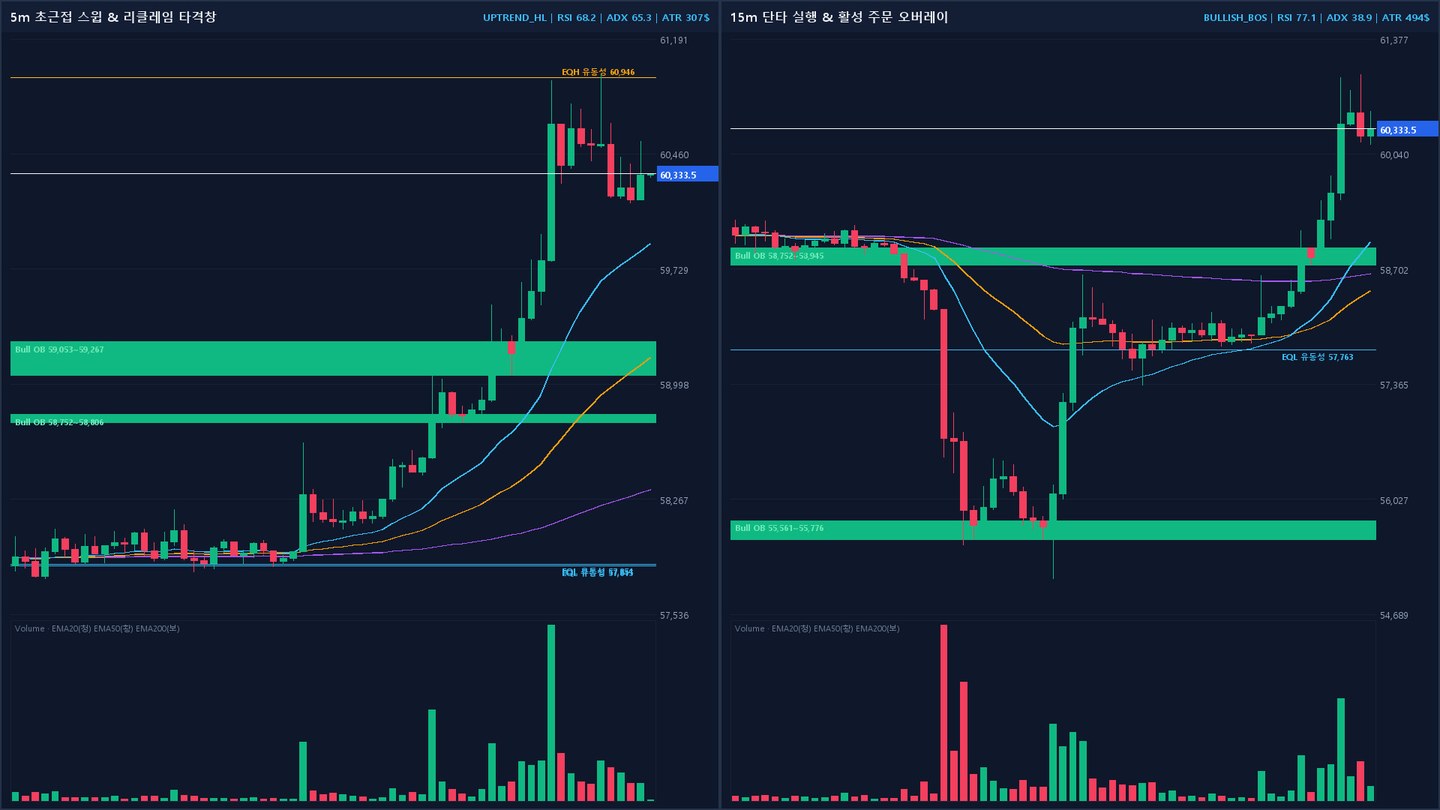 5m 초근접 스윕 & 리클레임 타격창
UPTREND_HL | RSI 68.2 | ADX 65.3 | ATR 307$
61,191
EQH 유동성 60,946
60,460
60,333.5
59,729
Bull OB 59,053~59,267
58,998
Bull OB 58,752~58,806
58,267
EQL 유동성
57,536
Volume · EMA20(청) EMA50(황) EMA200(보)
15m 단타 실행 & 활성 주문 오버레이
BULLISH_BOS | RSI 77.1 | ADX 38.9 | ATR 494$
61,377
60,333.5
60,040
Bull OB 58,752~58,945
58,702
EQL 유동성 57,763
57,365
56,027
Bull OB 55,561~55,776
54,689
Volume · EMA20(청) EMA50(황) EMA200(보)